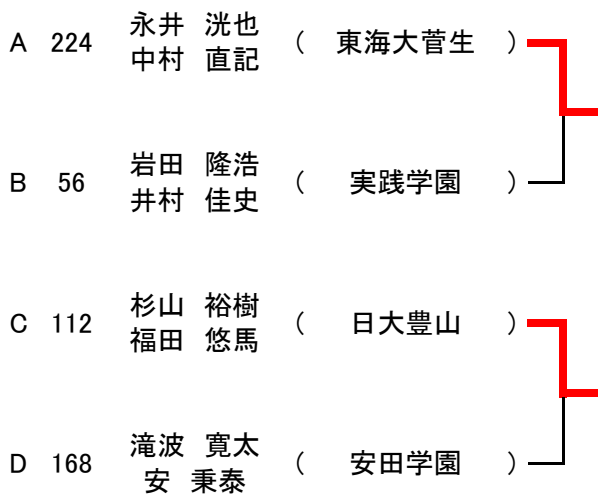 永井 洸也
A 224 ( 東海大菅生 )
中村 直記
岩田 隆浩
B 56 ( 実践学園 )
井村 佳史
杉山 裕樹
C 112 ( 日大豊山 )
福田 悠馬
滝波 寛太
D 168 ( 安田学園 )
安 秉泰